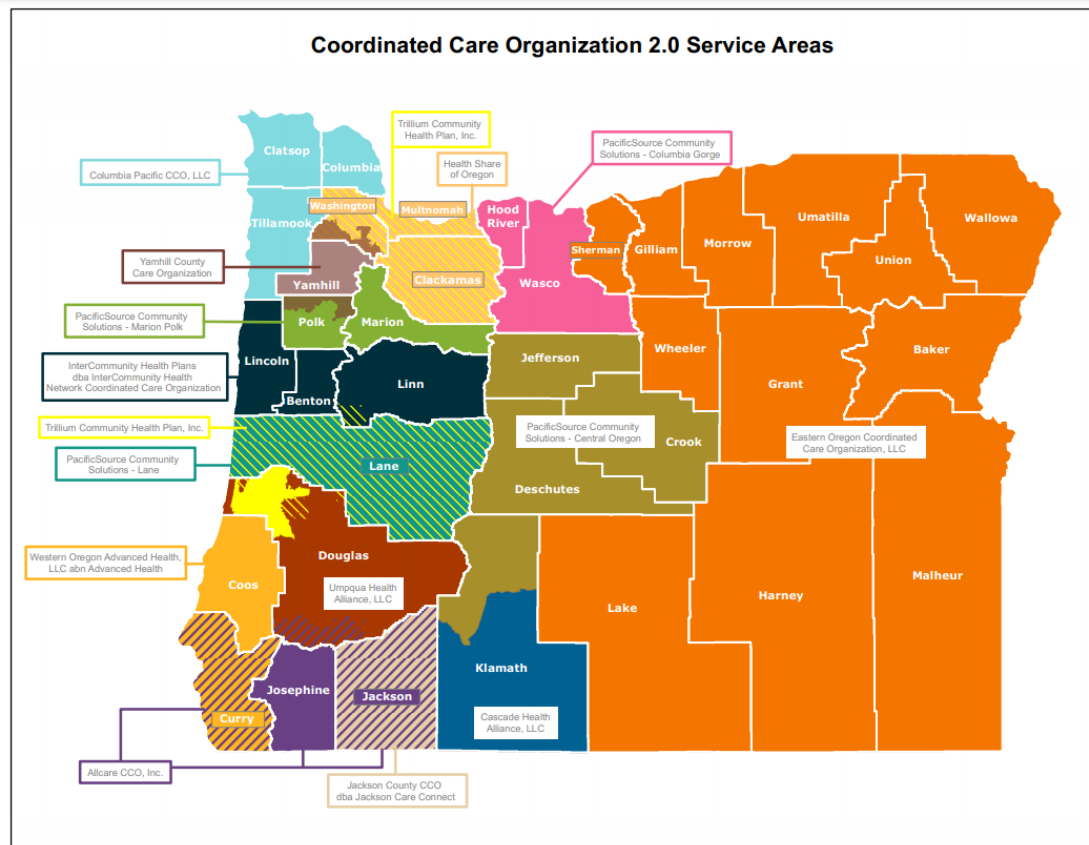 Coordinated Care Organization 2.0 Service Areas
Trillium Community
Health Plan, Inc.
PacificSource Community
Solutions - Columbia Gorge
Health Share
of Oregon
Clatsop
Columbia
Columbia Pacific CCO, LLC
Washington
Multnomah
Hood
River
Tillamook
Umatilla
Wallowa
Sherman
Gilliam
Morrow
Union
Yamhill County
Care Organization
Yamhill
Clackamas
Wasco
PacificSource Community
Solutions - Marion Polk
Polk
Marion
Lincoln
Jefferson
Wheeler
Baker
InterCommunity Health Plans
dba InterCommunity Health
Network Coordinated Care Organization
Benton
Linn
Grant
Trillium Community Health Plan, Inc.
PacificSource Community
Solutions - Central Oregon
Crook
Eastern Oregon Coordinated
Care Organization, LLC
PacificSource Community
Solutions - Lane
Lane
Deschutes
Western Oregon Advanced Health,
LLC abn Advanced Health
Douglas
Coos
Umpqua Health
Alliance, LLC
Malheur
Harney
Lake
Klamath
Josephine
Jackson
Curry
Cascade Health
Alliance, LLC
Allcare CCO, Inc.
Jackson County CCO
dba Jackson Care Connect